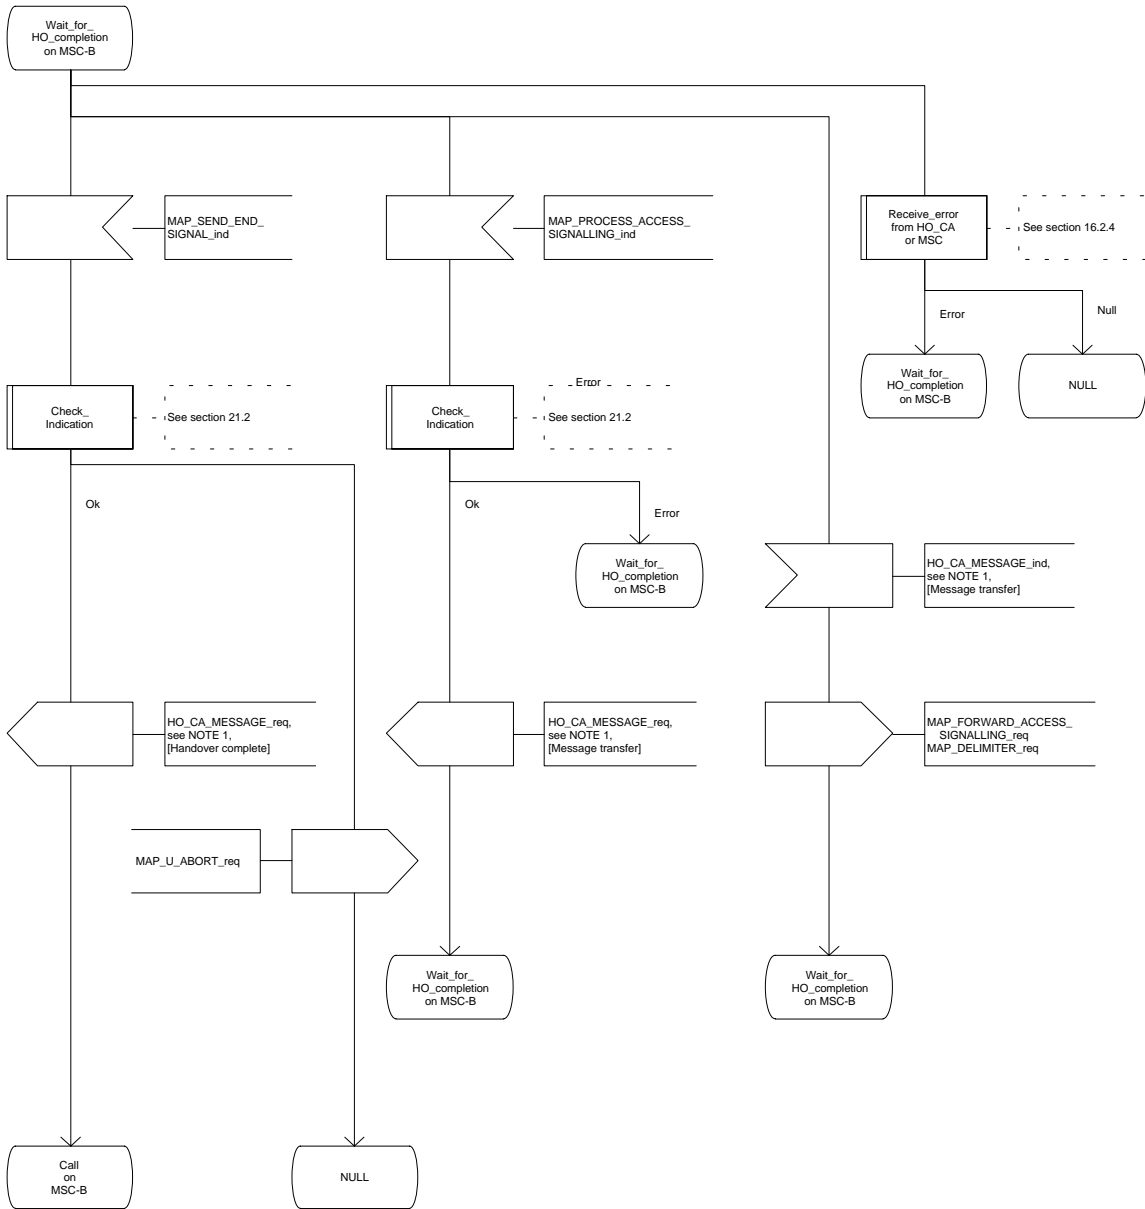 Wait_for_
HO_completion
on MSC-B
MAP_SEND_END_
SIGNAL_ind
MAP_PROCESS_ACCESS_
SIGNALLING_ind
Receive_error
from HO_CA
or MSC
See section 16.2.4
Error
Null
Wait_for_
HO_completion
on MSC-B
NULL
Check_
Indication
See section 21.2
Error
Check_
Indication
See section 21.2
Ok
Ok
Error
Wait_for_
HO_completion
on MSC-B
HO_CA_MESSAGE_ind,
see NOTE 1,
[Message transfer]
HO_CA_MESSAGE_req,
see NOTE 1,
[Handover complete]
HO_CA_MESSAGE_req,
see NOTE 1,
[Message transfer]
MAP_FORWARD_ACCESS_
SIGNALLING_req
MAP_DELIMITER_req
MAP_U_ABORT_req
Wait_for_
HO_completion
on MSC-B
Wait_for_
HO_completion
on MSC-B
Call
on
MSC-B
NULL